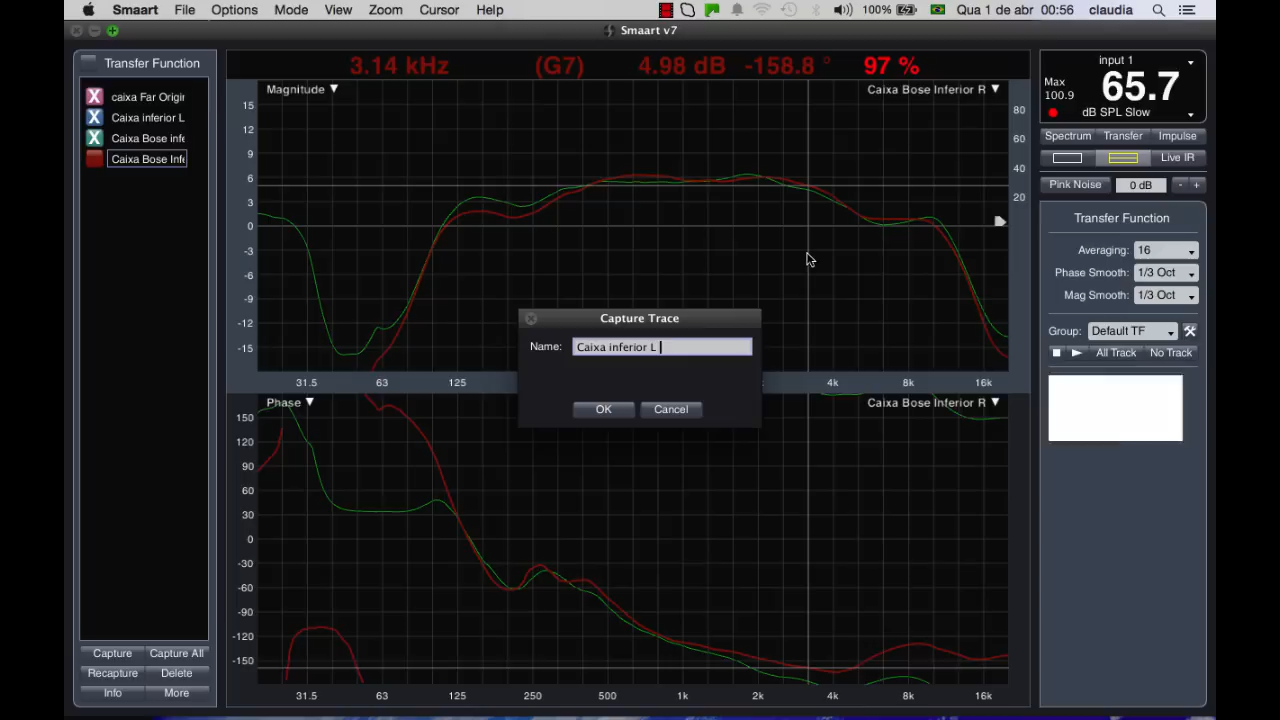 Smaart File Options Mode View Zoom Cursor Help 100% Qua 1 de abr 00:56 claudia
Smaart v7
Transfer Function
caixa Far Origir
Caixa inferior L
Caixa Bose infe
Caixa Bose Infe
Capture Capture All
Recapture Delete
Info More
3.14 kHz (G7) 4.98 dB -158.8 ° 97 %
Magnitude Caixa Bose Inferior R
15
12
9
6
3
0
-3
-6
-9
-12
80
60
40
20
31.5 63 125 4k 8k 16k
Capture Trace
Name: Caixa inferior L
OK Cancel
Phase Caixa Bose Inferior R
150
120
90
60
30
0
-30
-60
-90
-120
-150
31.5 63 125 250 500 1k 2k 4k 8k 16k
input 1
Max
100.9
65.7
dB SPL Slow
Spectrum Transfer Impulse
Live IR
Pink Noise 0 dB - +
Transfer Function
Averaging: 16
Phase Smooth: 1/3 Oct
Mag Smooth: 1/3 Oct
Group: Default TF
All Track No Track